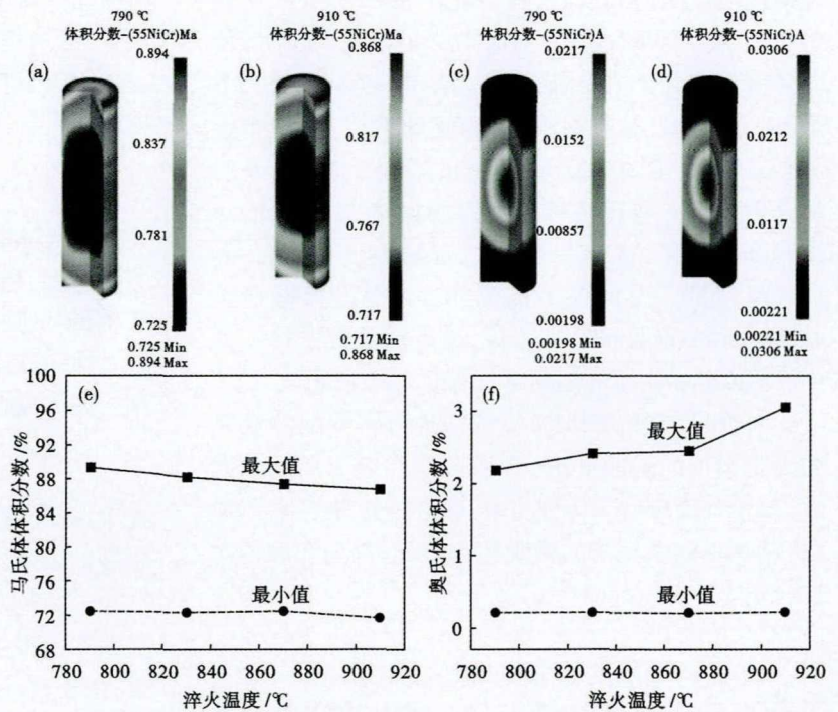 790 ℃
体积分数-(55NiCr)Ma
0.894
(a)
0.837
0.781
0.725
0.725 Min
0.894 Max
910 ℃
体积分数-(55NiCr)Ma
0.868
(b)
0.817
0.767
0.717
0.717 Min
0.868 Max
790 ℃
体积分数-(55NiCr)A
0.0217
(c)
0.0152
0.00857
0.00198
0.00198 Min
0.0217 Max
910 ℃
体积分数-(55NiCr)A
0.0306
(d)
0.0212
0.0117
0.00221
0.00221 Min
0.0306 Max
(e)
马氏体体积分数/%
100
96
92
88
84
80
76
72
68
最大值
最小值
780 800 820 840 860 880 900 920
淬火温度/℃
(f)
奥氏体体积分数/%
3
2
1
0
最大值
最小值
780 800 820 840 860 880 900 920
淬火温度/℃